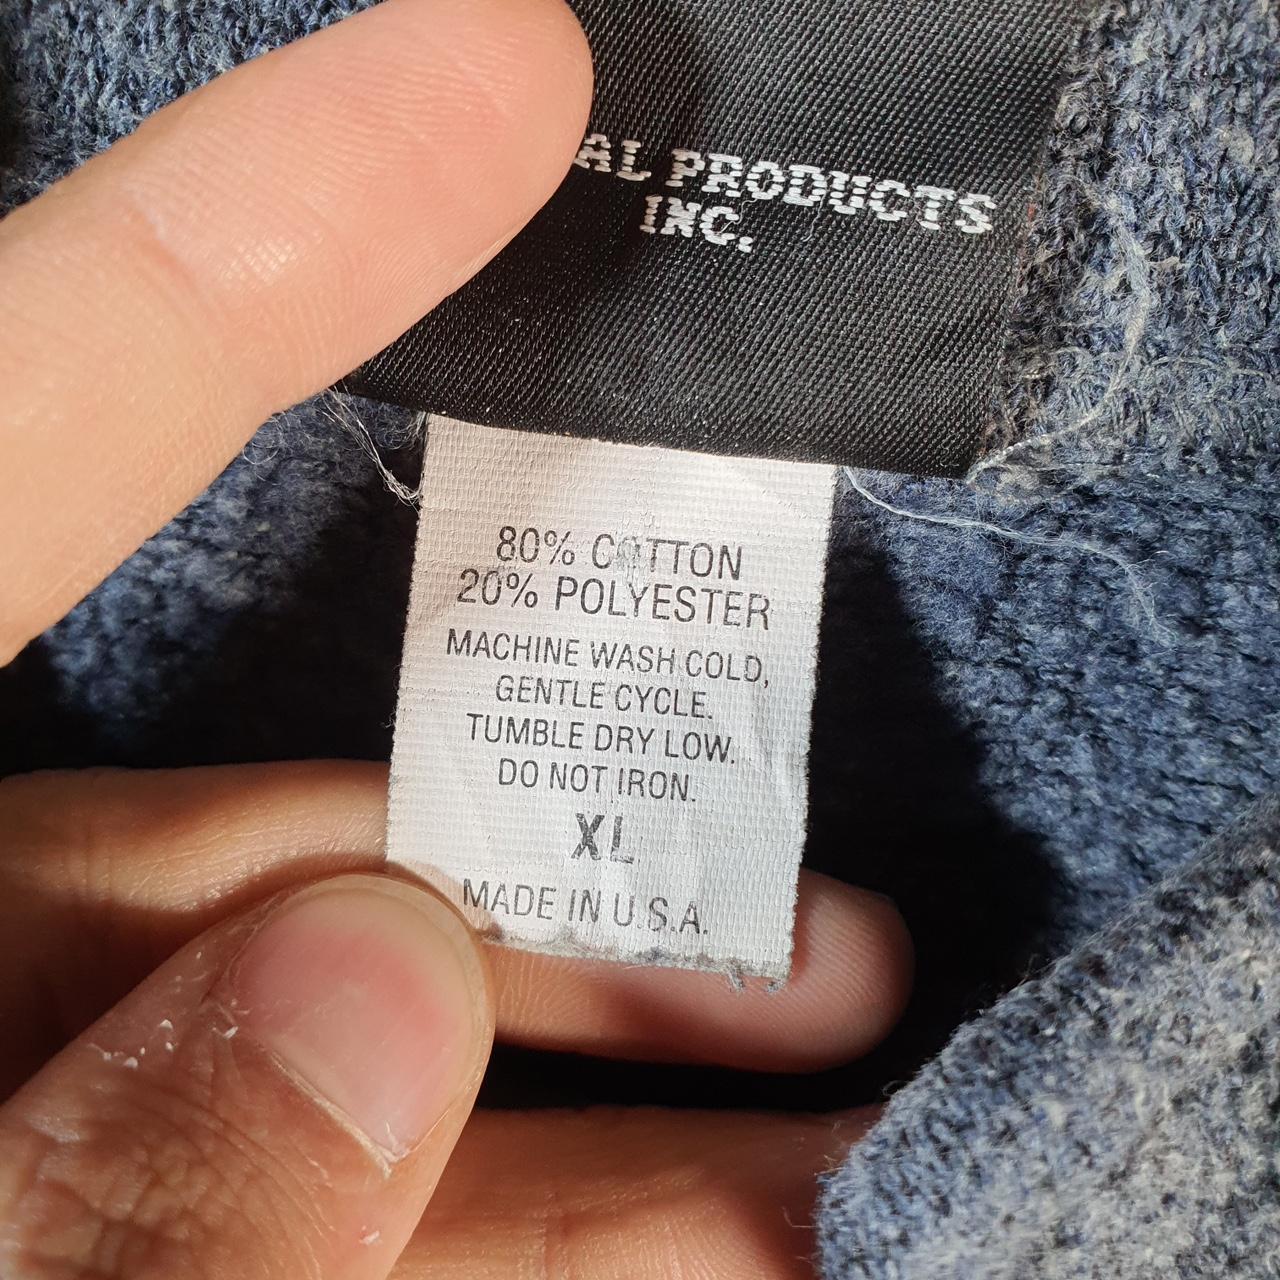 PRODUCTS
INC.
80% COTTON
20% POLYESTER
MACHINE WASH COLD,
GENTLE CYCLE.
TUMBLE DRY LOW.
DO NOT IRON.
XL
MADE IN U.S.A.